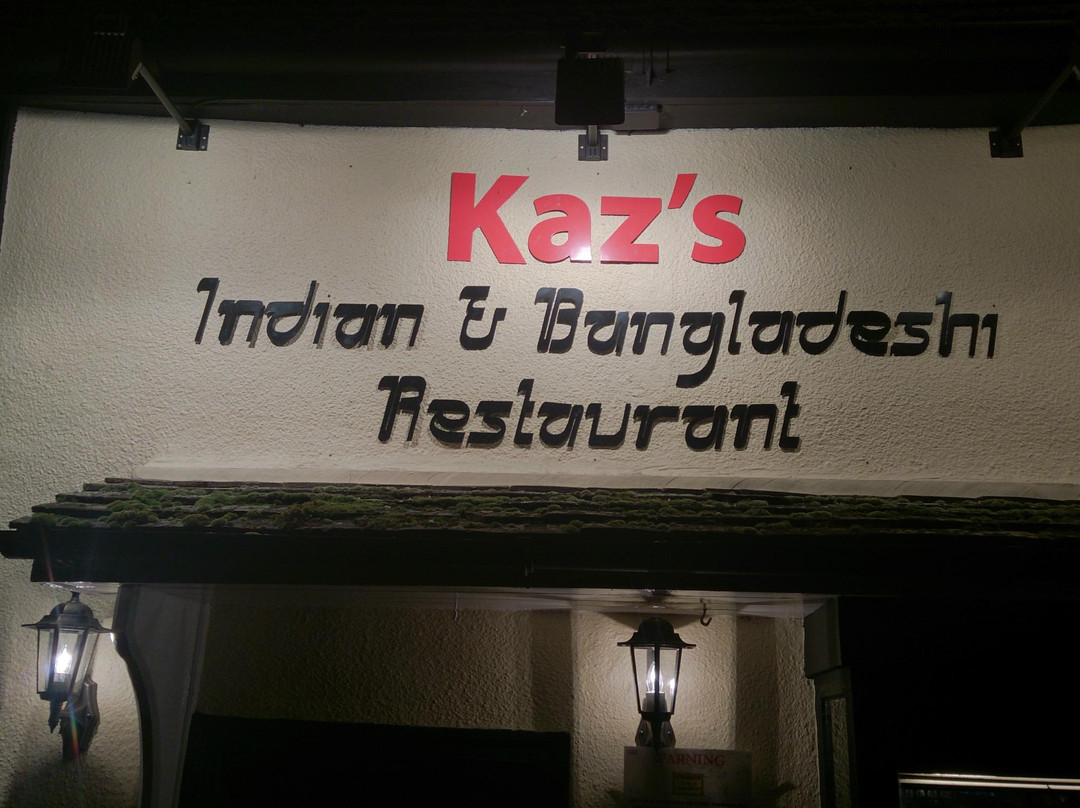 Kaz's
Indian & Bangladeshi
Restaurant
WARNING